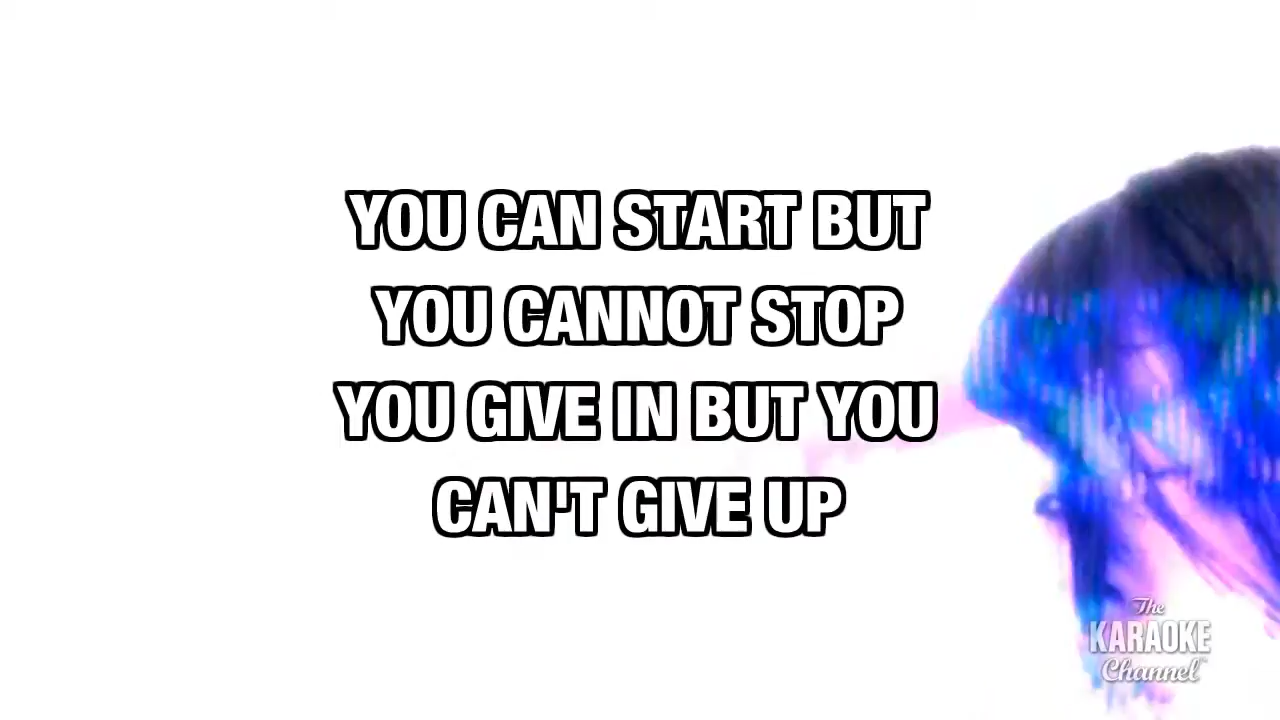 YOU CAN START BUT
YOU CANNOT STOP
YOU GIVE IN BUT YOU
CAN'T GIVE UP
The
KARAOKE
Channel